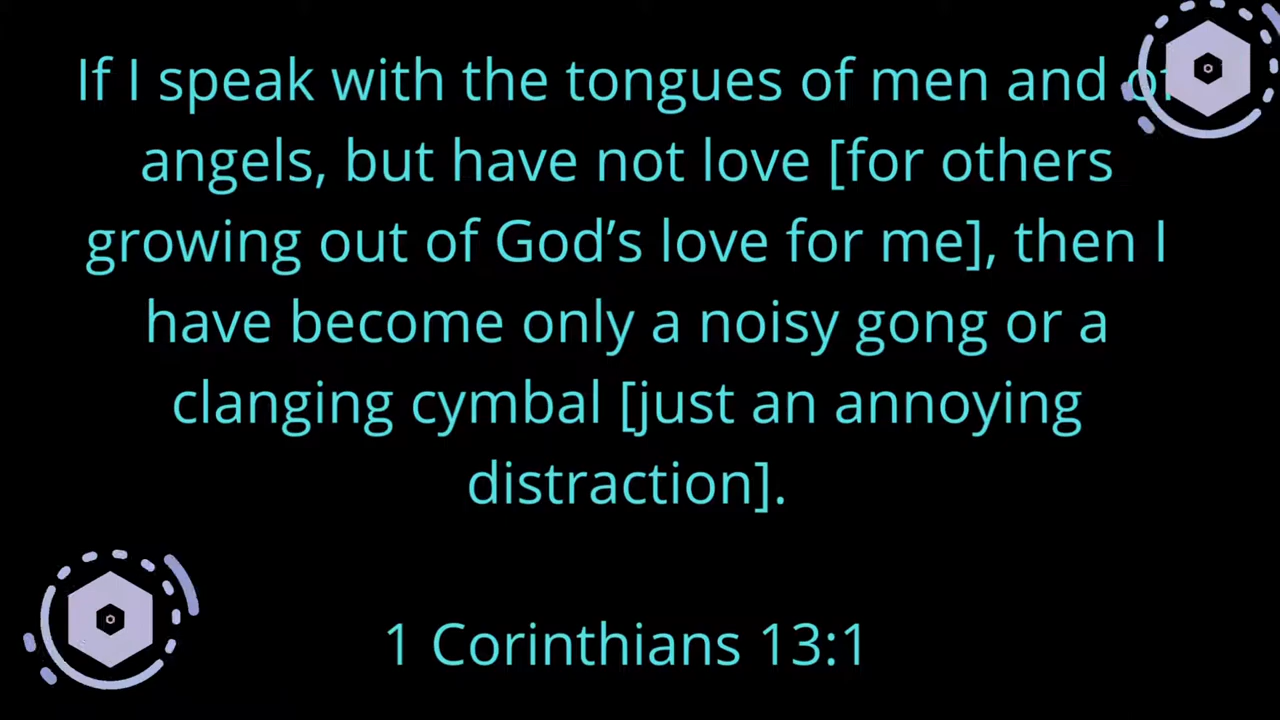 If I speak with the tongues of men and of
angels, but have not love [for others
growing out of God’s love for me], then I
have become only a noisy gong or a
clanging cymbal [just an annoying
distraction].
1 Corinthians 13:1